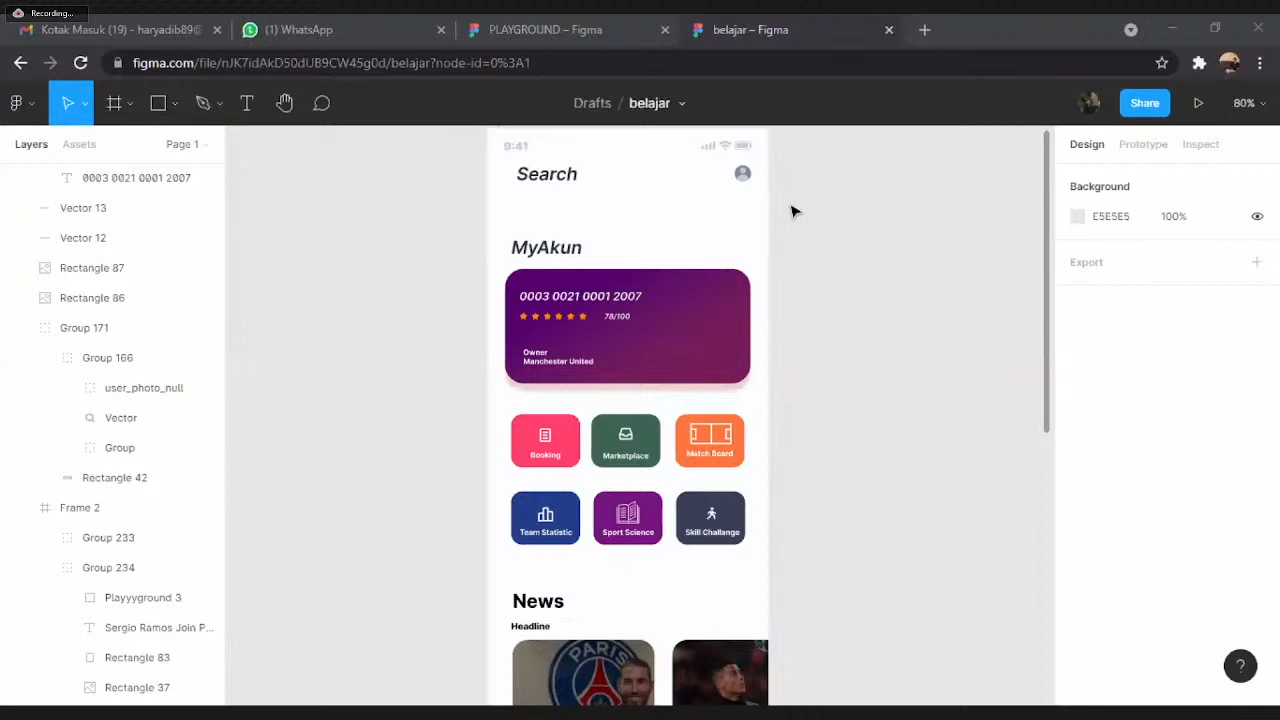 Recording...
Kotak Masuk (19) - haryadib89@
(1) WhatsApp
PLAYGROUND – Figma
belajar – Figma
figma.com/file/nJK7idAkD50dUB9CW45g0d/belajar?node-id=0%3A1
Drafts / belajar
Share
80%
Layers
Assets
Page 1
0003 0021 0001 2007
Vector 13
Vector 12
Rectangle 87
Rectangle 86
Group 171
Group 166
user_photo_null
Vector
Group
Rectangle 42
Frame 2
Group 233
Group 234
Playyyground 3
Sergio Ramos Join P...
Rectangle 83
Rectangle 37
9:41
Search
MyAkun
0003 0021 0001 2007
78/100
Owner
Manchester United
Booking
Marketplace
Match Board
Team Statistic
Sport Science
Skill Challange
News
Headline
PARIS
Design
Prototype
Inspect
Background
E5E5E5
100%
Export
?